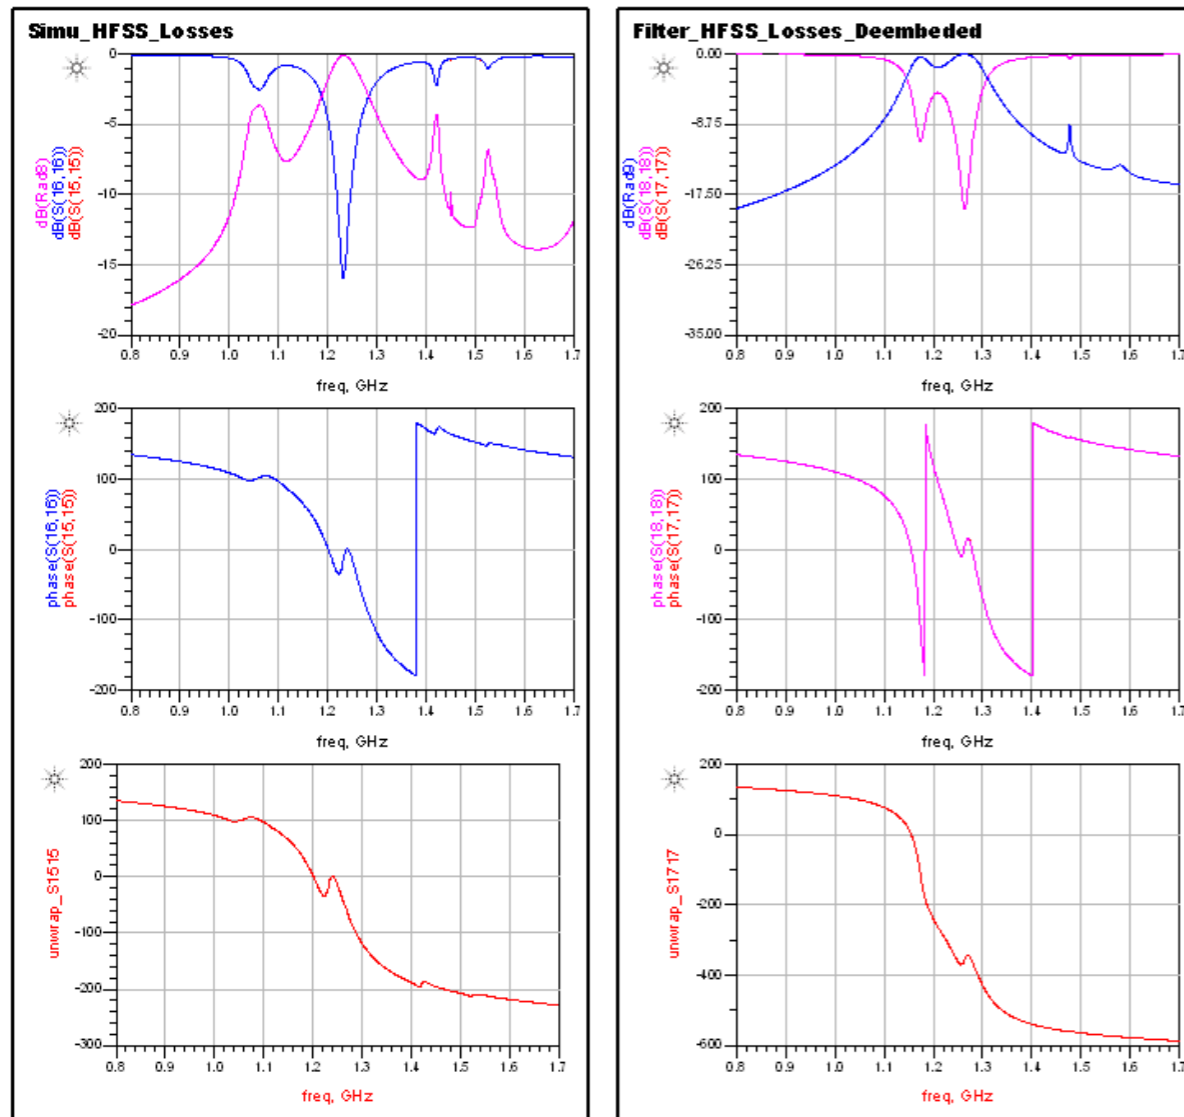 Simu_HFSS_Losses
dB(Rad8)
dB(S(16,16))
dB(S(15,15))
0
-5
-10
-15
-20
0.8 0.9 1.0 1.1 1.2 1.3 1.4 1.5 1.6 1.7
freq, GHz
phase(S(16,16))
phase(S(15,15))
200
100
0
-100
-200
0.8 0.9 1.0 1.1 1.2 1.3 1.4 1.5 1.6 1.7
freq, GHz
unwrap_S1515
200
100
0
-100
-200
-300
0.8 0.9 1.0 1.1 1.2 1.3 1.4 1.5 1.6 1.7
freq, GHz
Filter_HFSS_Losses_Deembeded
dB(Rad9)
dB(S(18,18))
dB(S(17,17))
0.00
-8.75
-17.50
-26.25
-35.00
0.8 0.9 1.0 1.1 1.2 1.3 1.4 1.5 1.6 1.7
freq, GHz
phase(S(18,18))
phase(S(17,17))
200
100
0
-100
-200
0.8 0.9 1.0 1.1 1.2 1.3 1.4 1.5 1.6 1.7
freq, GHz
unwrap_S1717
200
0
-200
-400
-600
0.8 0.9 1.0 1.1 1.2 1.3 1.4 1.5 1.6 1.7
freq, GHz